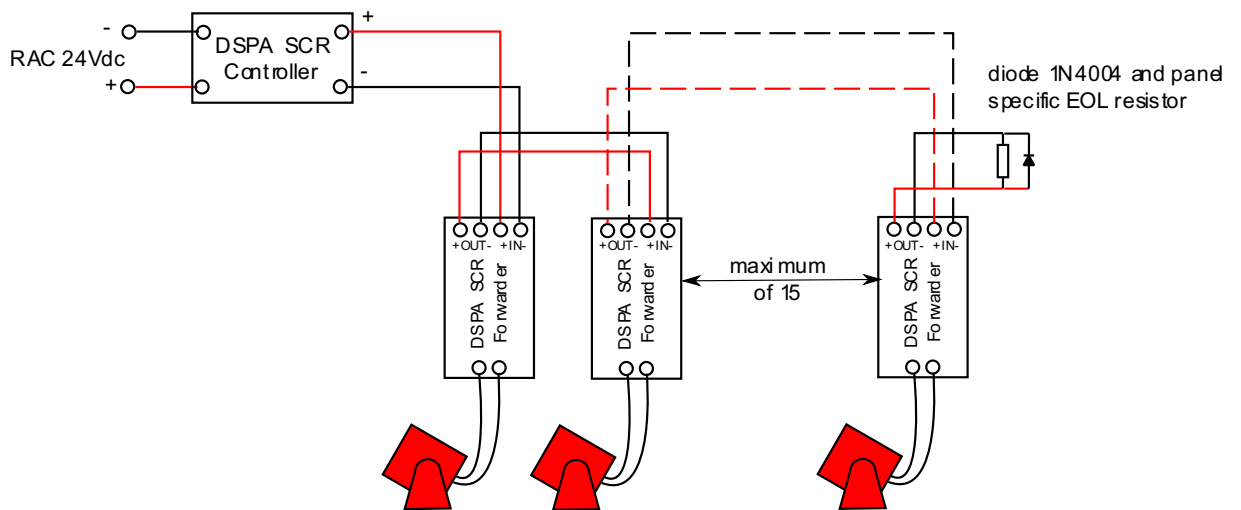 -
RAC 24Vdc
+
DSPA SCR
Controller
+
-
diode 1N4004 and panel
specific EOL resistor
+OUT- +IN-
DSPA SCR
Forwarder
+OUT- +IN-
DSPA SCR
Forwarder
maximum
of 15
+OUT- +IN-
DSPA SCR
Forwarder